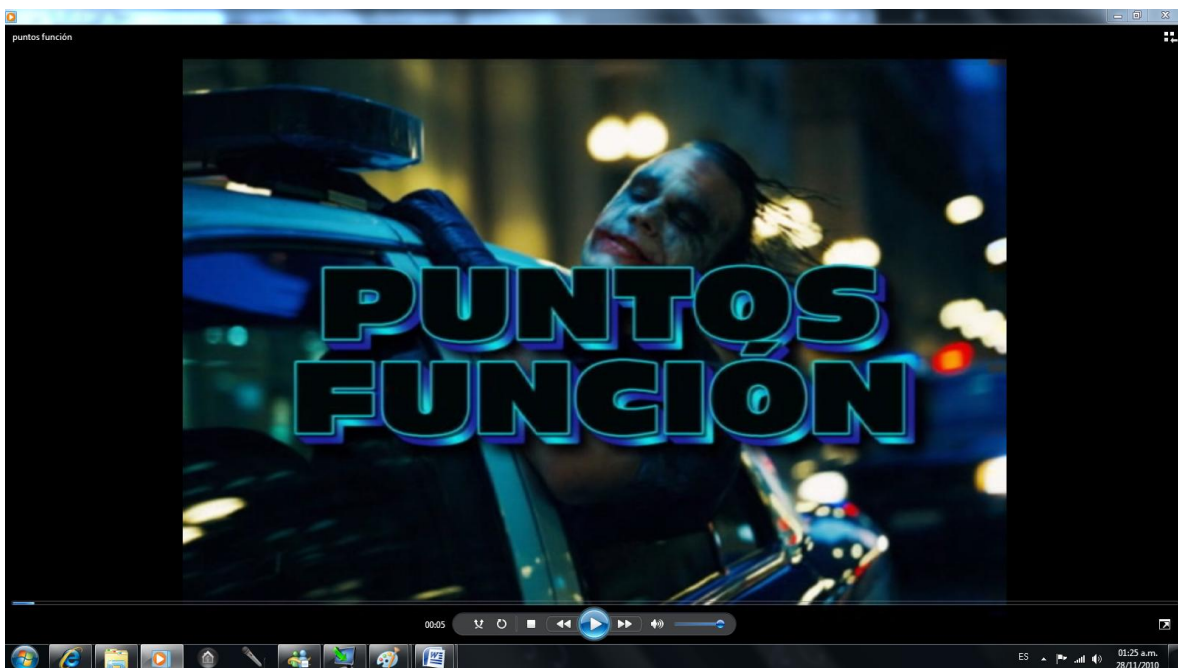 puntos función
PUNTOS
FUNCIÓN
00:05
ES
01:25 a.m.
28/11/2010